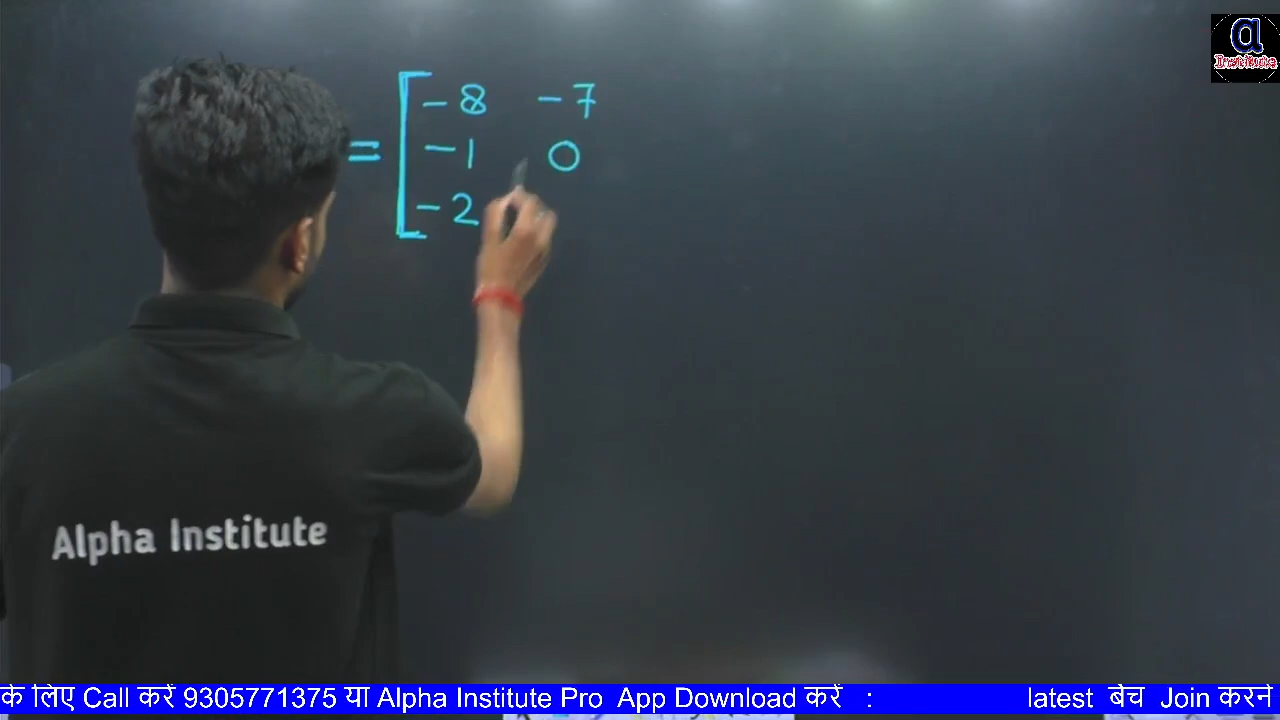 α
Institute
= [ -8 -7
-1 0
-2
Alpha Institute
के लिए Call करें 9305771375 या Alpha Institute Pro App Download करें : latest बैच Join करने